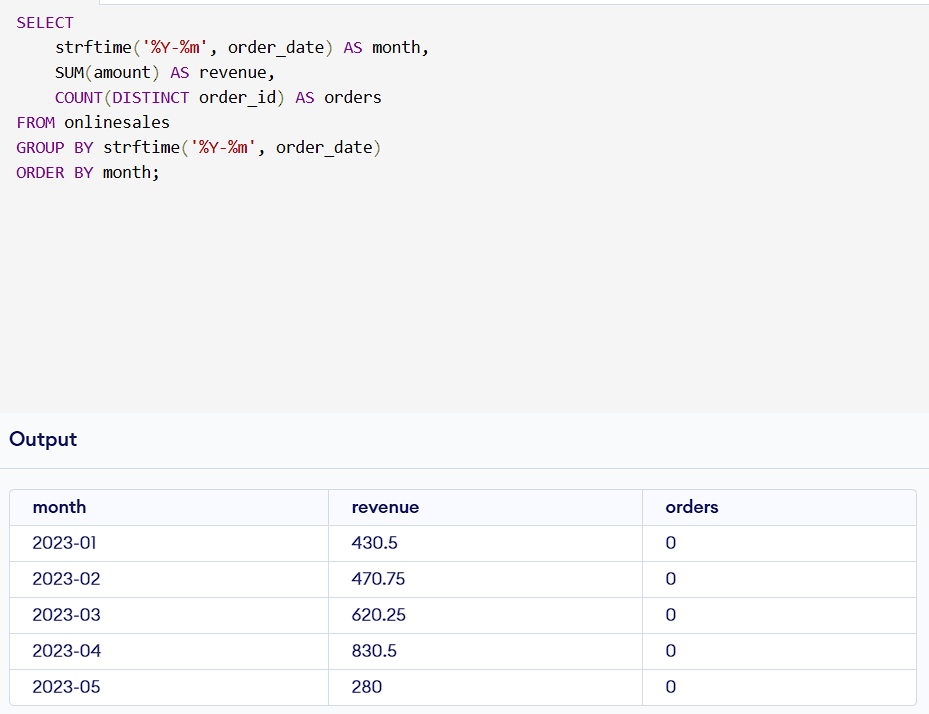 SELECT
    strftime('%Y-%m', order_date) AS month,
    SUM(amount) AS revenue,
    COUNT(DISTINCT order_id) AS orders
FROM onlinesales
GROUP BY strftime('%Y-%m', order_date)
ORDER BY month;
Output
month revenue orders
2023-01 430.5 0
2023-02 470.75 0
2023-03 620.25 0
2023-04 830.5 0
2023-05 280 0